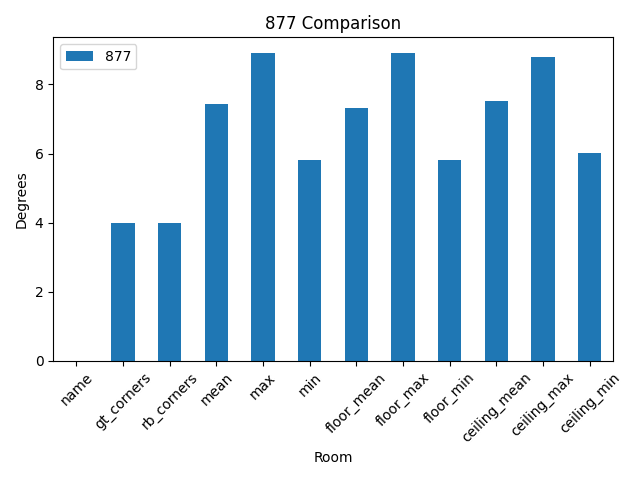 877 Comparison
877
Degrees
8
6
4
2
0
name
gt_corners
rb_corners
mean
max
min
floor_mean
floor_max
floor_min
ceiling_mean
ceiling_max
ceiling_min
Room